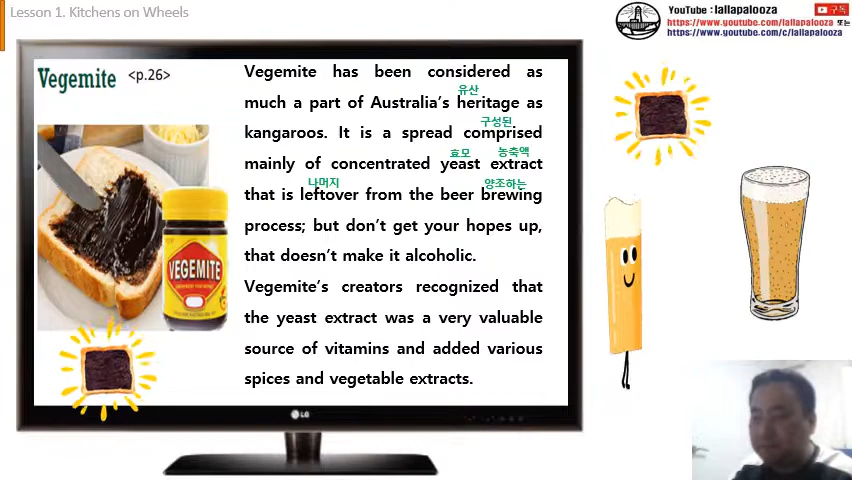 Lesson 1. Kitchens on Wheels
YouTube : lallapalooza
구독
https://www.youtube.com/lallapalooza 또는
https://www.youtube.com/c/lallapalooza
Vegemite <p.26>
Vegemite has been considered as
유산
much a part of Australia’s heritage as
구성된
kangaroos. It is a spread comprised
효모 농축액
mainly of concentrated yeast extract
나머지 양조하는
that is leftover from the beer brewing
process; but don’t get your hopes up,
that doesn’t make it alcoholic.
Vegemite’s creators recognized that
the yeast extract was a very valuable
source of vitamins and added various
spices and vegetable extracts.
VEGEMITE
LG